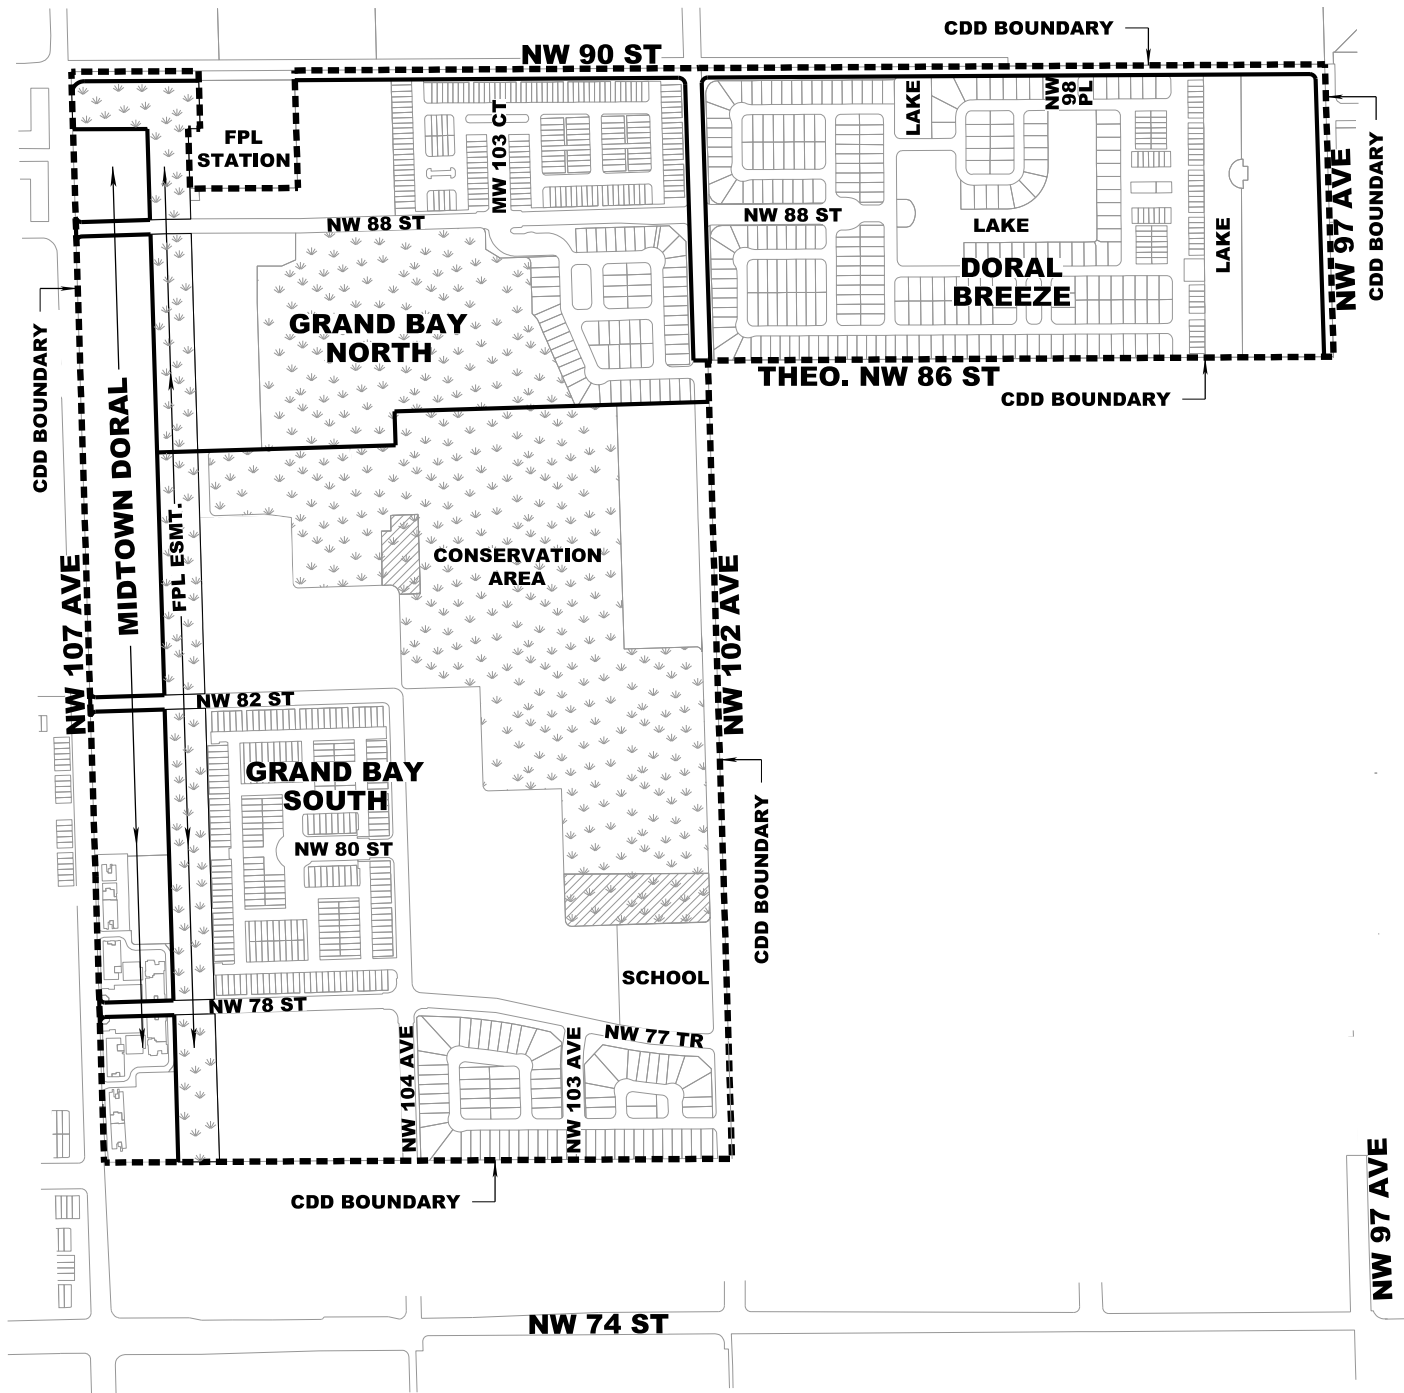 CDD BOUNDARY
NW 90 ST
NW
98
PL
LAKE
MW 103 CT
FPL
STATION
CDD BOUNDARY
NW 97 AVE
NW 88 ST
NW 88 ST
LAKE
LAKE
DORAL
BREEZE
GRAND BAY
NORTH
CDD BOUNDARY
THEO. NW 86 ST
CDD BOUNDARY
MIDTOWN DORAL
FPL ESMT.
CONSERVATION
AREA
NW 107 AVE
NW 102 AVE
NW 82 ST
GRAND BAY
SOUTH
NW 80 ST
CDD BOUNDARY
SCHOOL
NW 78 ST
NW 77 TR
NW 104 AVE
NW 103 AVE
CDD BOUNDARY
NW 97 AVE
NW 74 ST